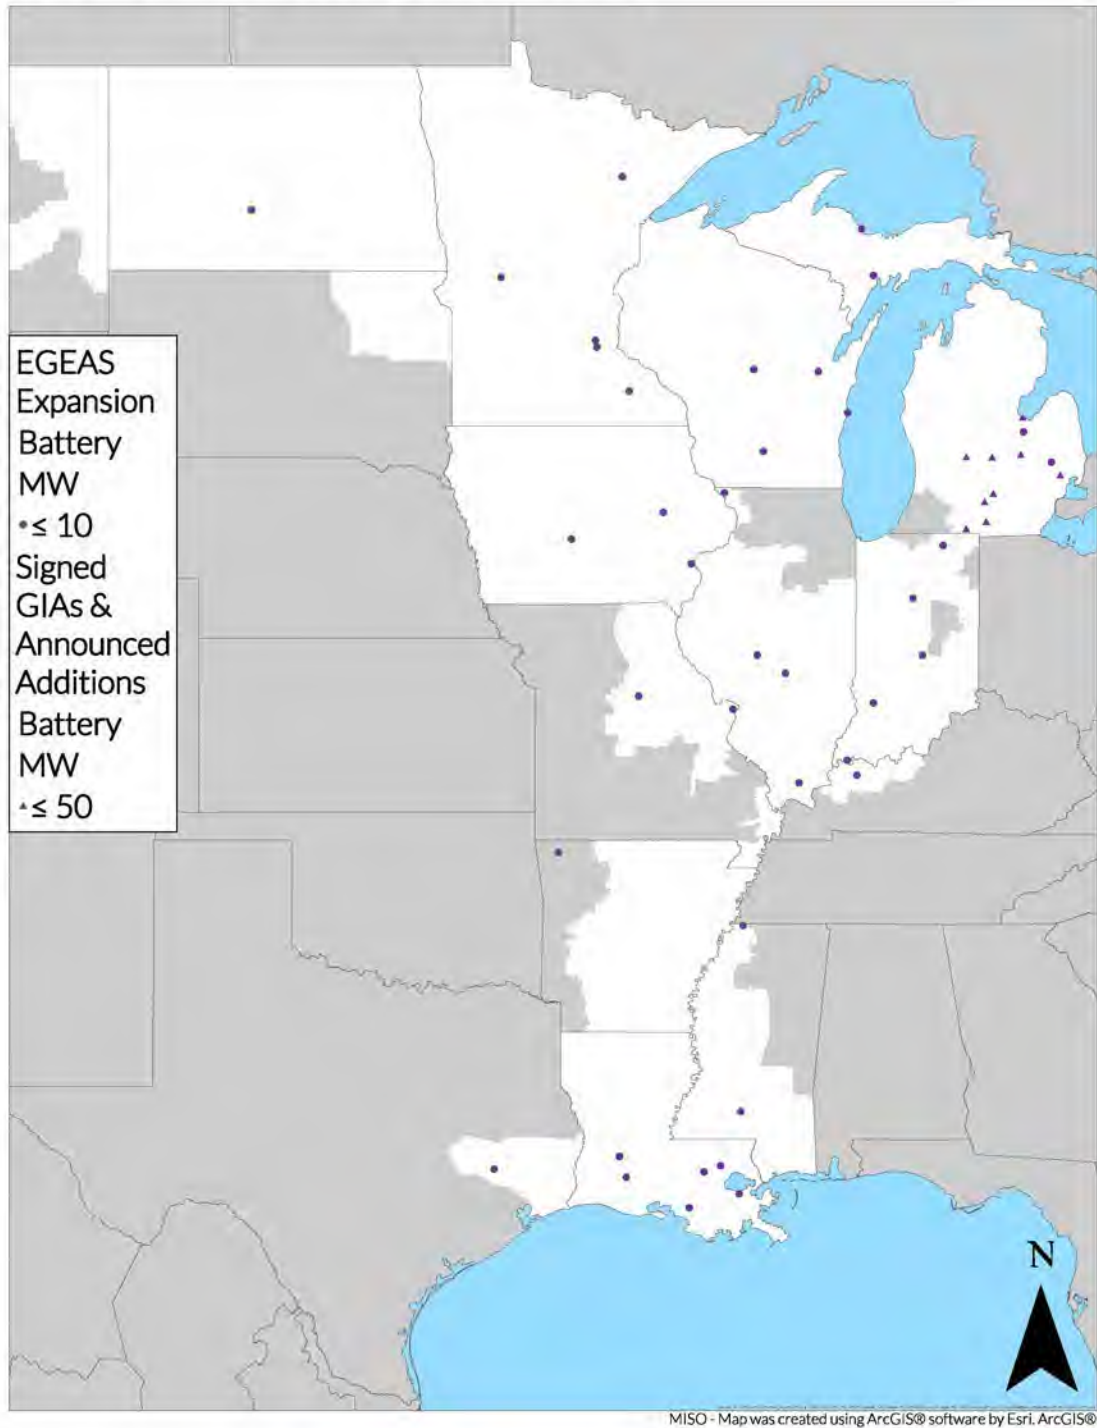 EGEAS
Expansion
Battery
MW
≤ 10
Signed
GIAs &
Announced
Additions
Battery
MW
≤ 50
N
MISO - Map was created using ArcGIS® software by Esri. ArcGIS®